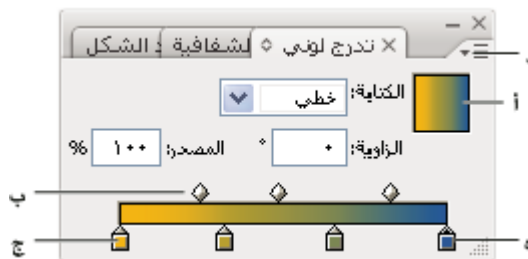 تدرج لوني لشفافية د الشكل
الكتابة: خطي
أ
الزاوية: ٠ ° المصدر: ١٠٠ %
ب
ج